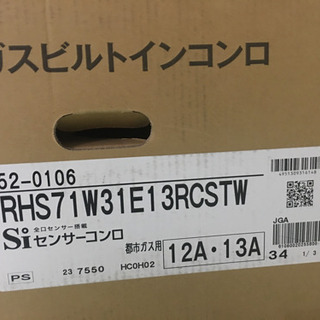 ガスビルトインコンロ
52-0106
RHS71W31E13RCSTW
Si 全口センサー搭載
センサーコンロ
都市ガス用 12A・13A
JGA
PS
23 7550 HC0H02
34 1/3